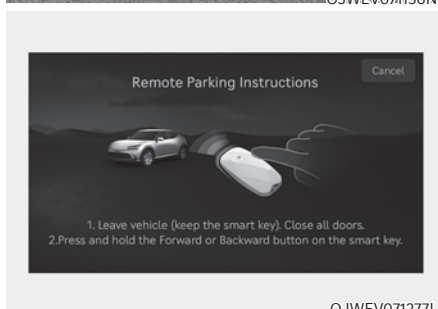 Cancel
Remote Parking Instructions
1. Leave vehicle (keep the smart key). Close all doors.
2.Press and hold the Forward or Backward button on the smart key.